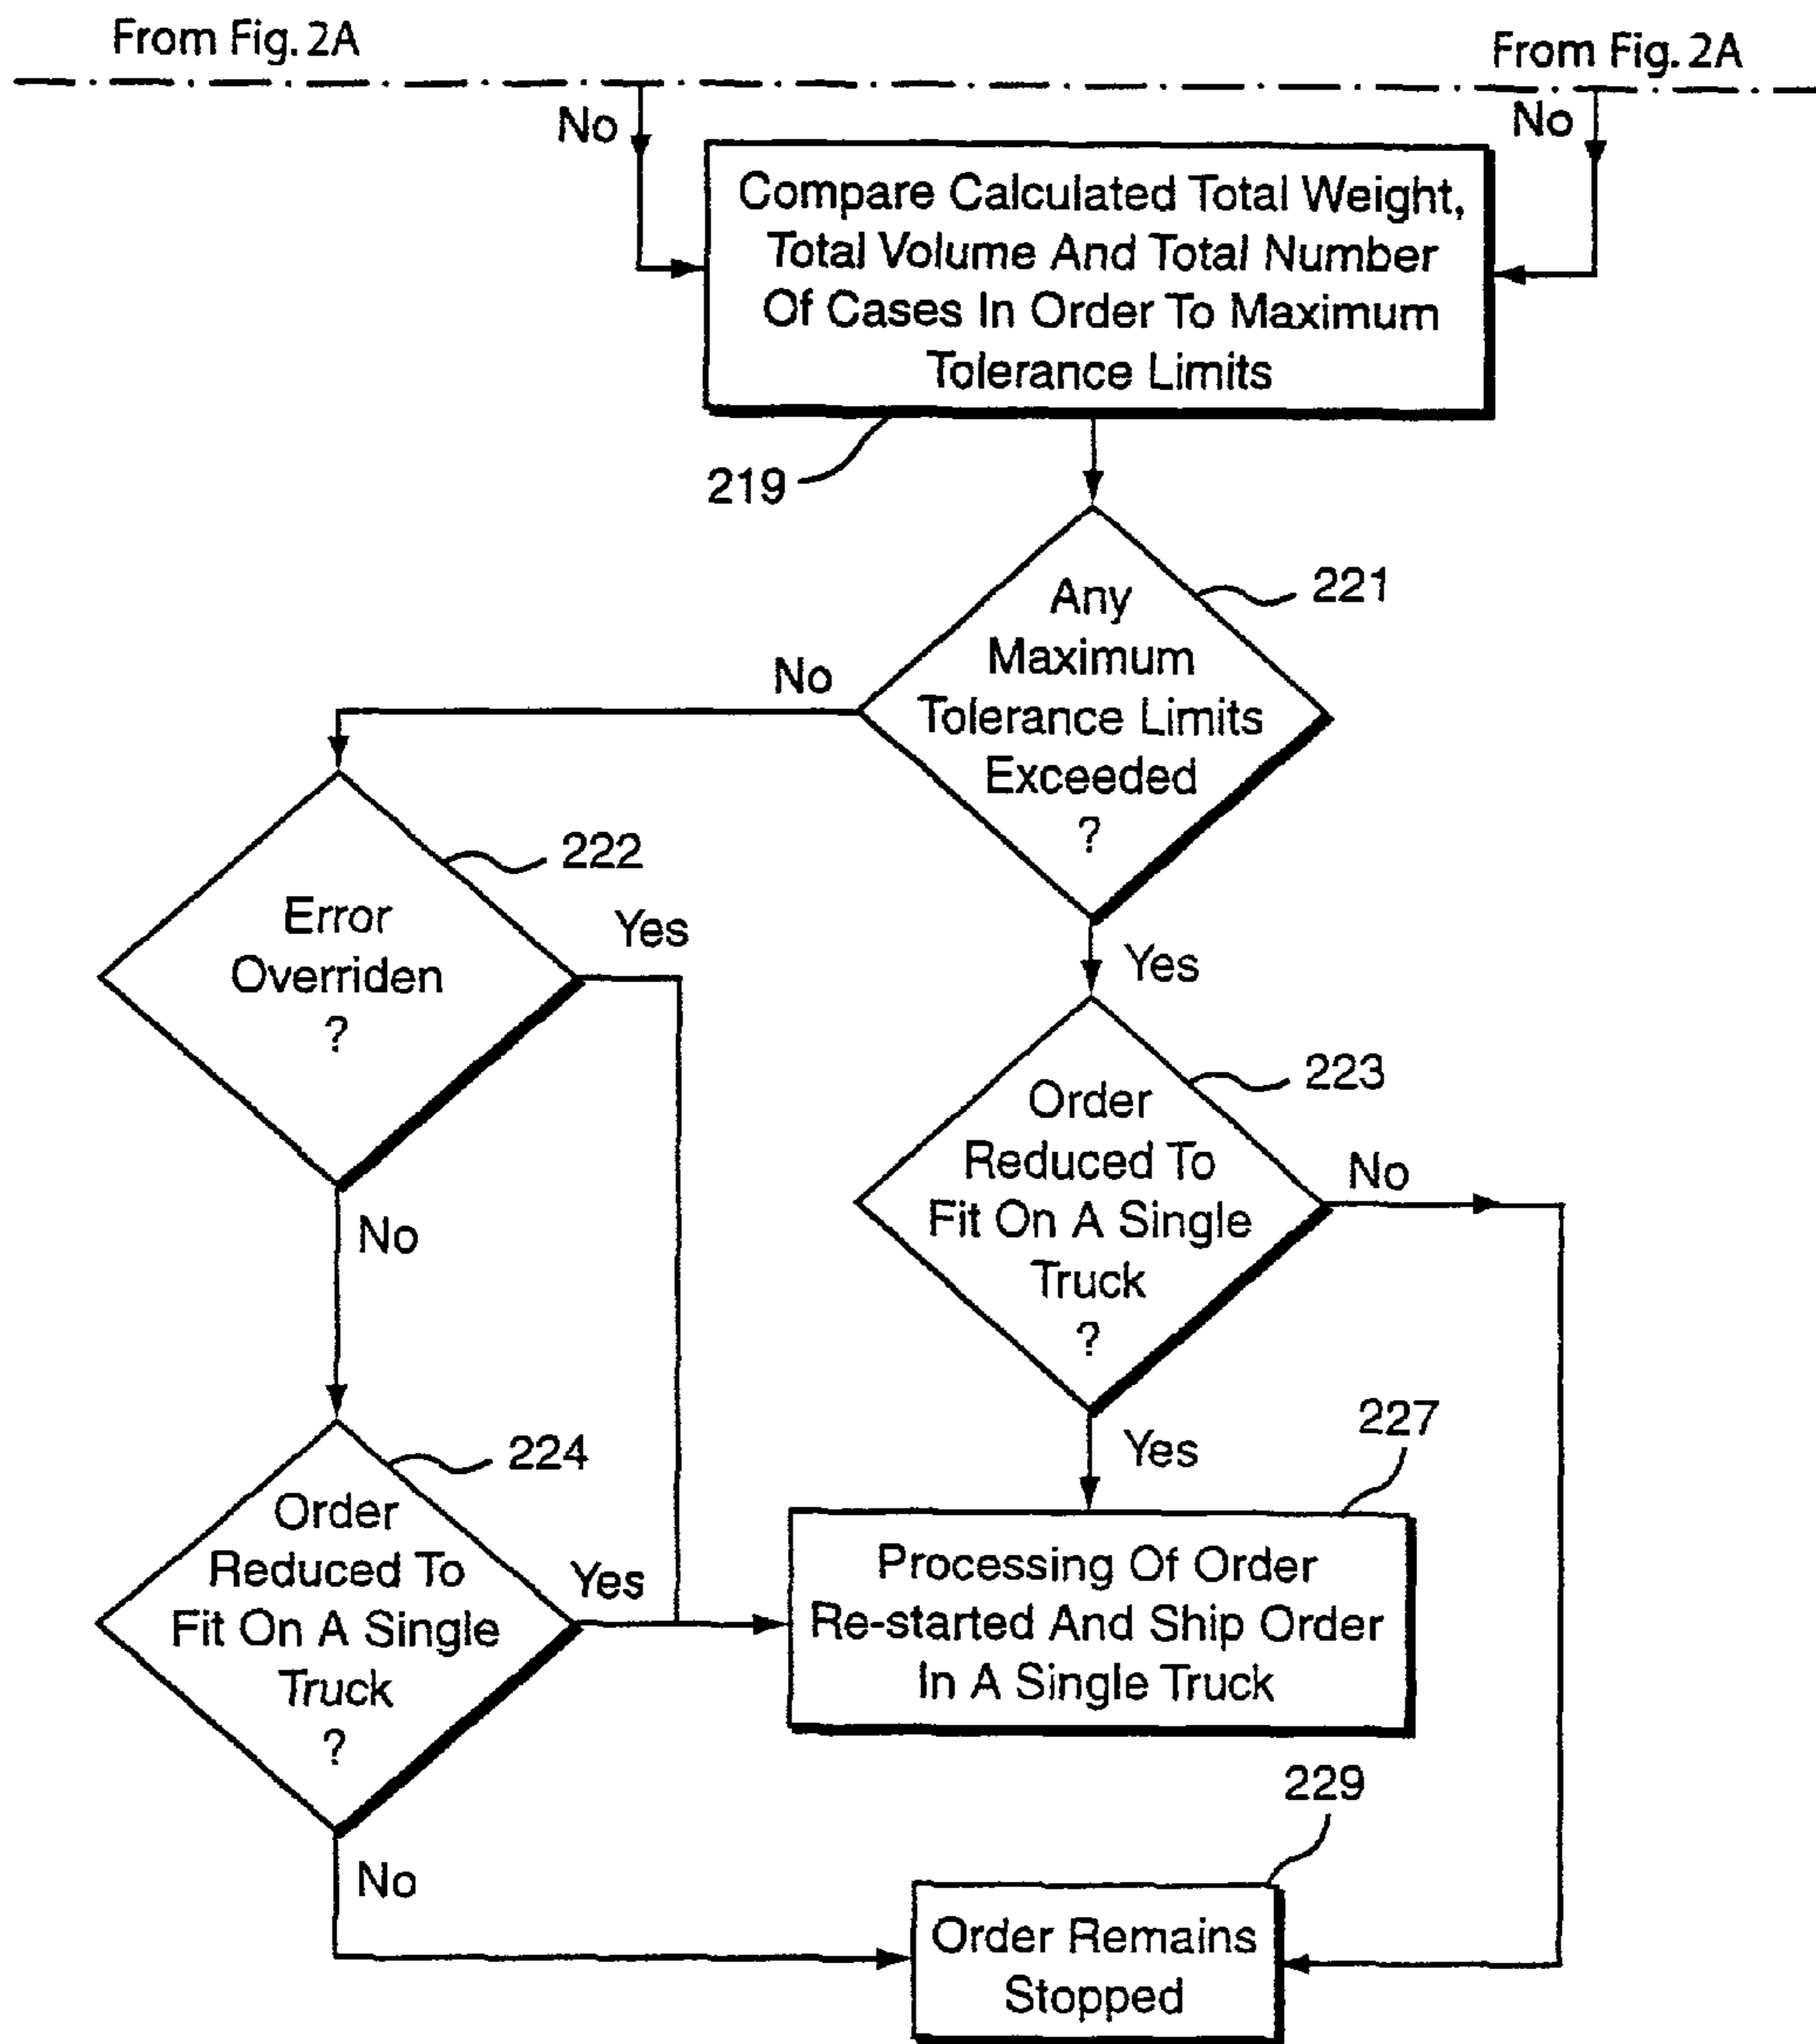 From Fig. 2A
From Fig. 2A
No
No
Compare Calculated Total Weight,
Total Volume And Total Number
Of Cases In Order To Maximum
Tolerance Limits
219
Any
Maximum
Tolerance Limits
Exceeded
?
221
No
Yes
Error
Overriden
?
222
Yes
No
Order
Reduced To
Fit On A Single
Truck
?
223
No
Yes
Order
Reduced To
Fit On A Single
Truck
?
224
Yes
No
227
Processing Of Order
Re-started And Ship Order
In A Single Truck
229
Order Remains
Stopped